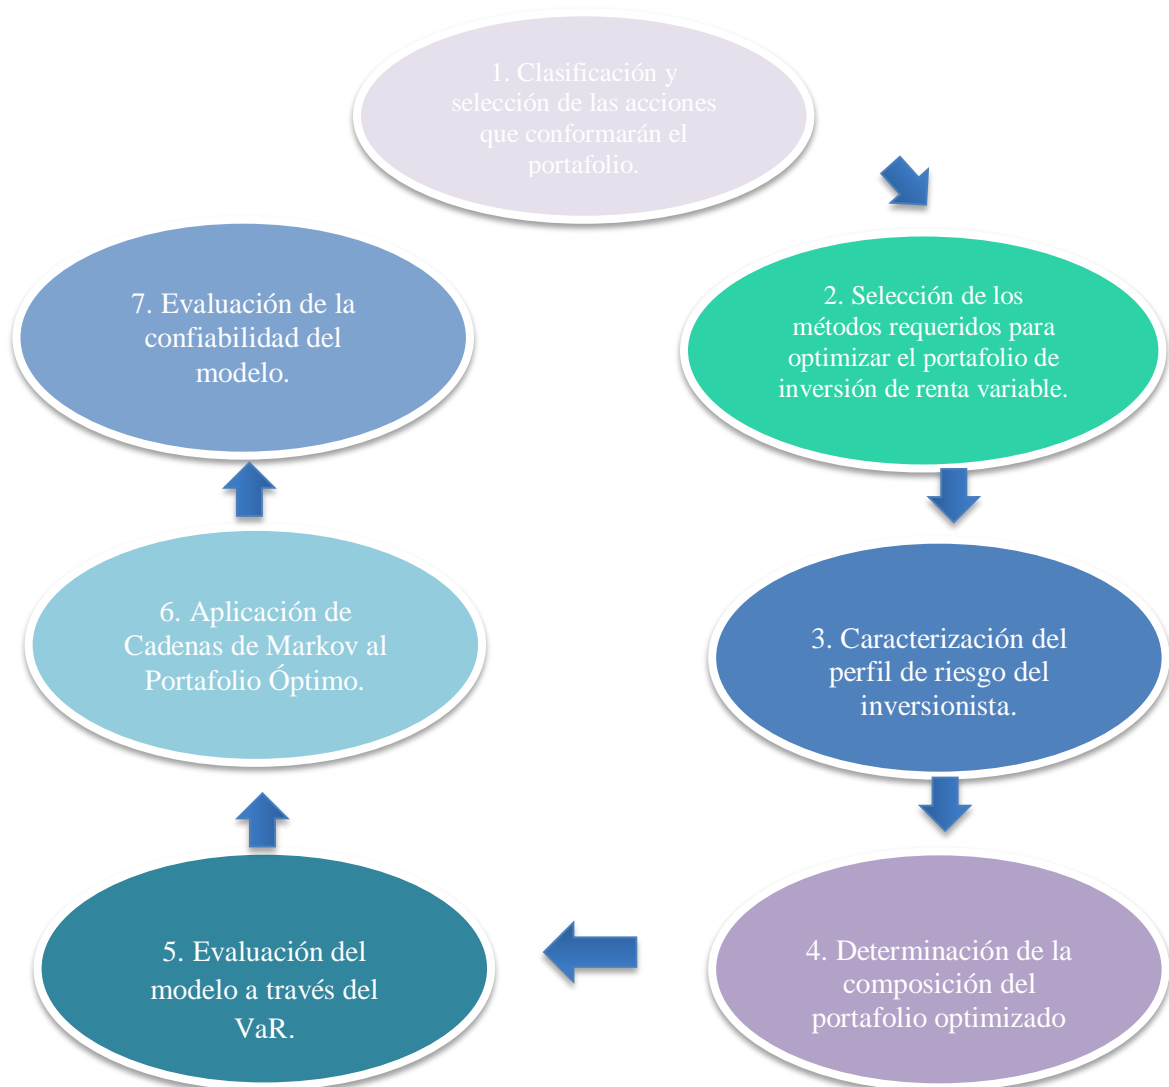 1. Clasificación y
selección de las acciones
que conformarán el
portafolio.
2. Selección de los
métodos requeridos para
optimizar el portafolio de
inversión de renta variable.
3. Caracterización del
perfil de riesgo del
inversionista.
4. Determinación de la
composición del
portafolio optimizado
5. Evaluación del
modelo a través del
VaR.
6. Aplicación de
Cadenas de Markov al
Portafolio Óptimo.
7. Evaluación de la
confiabilidad del
modelo.